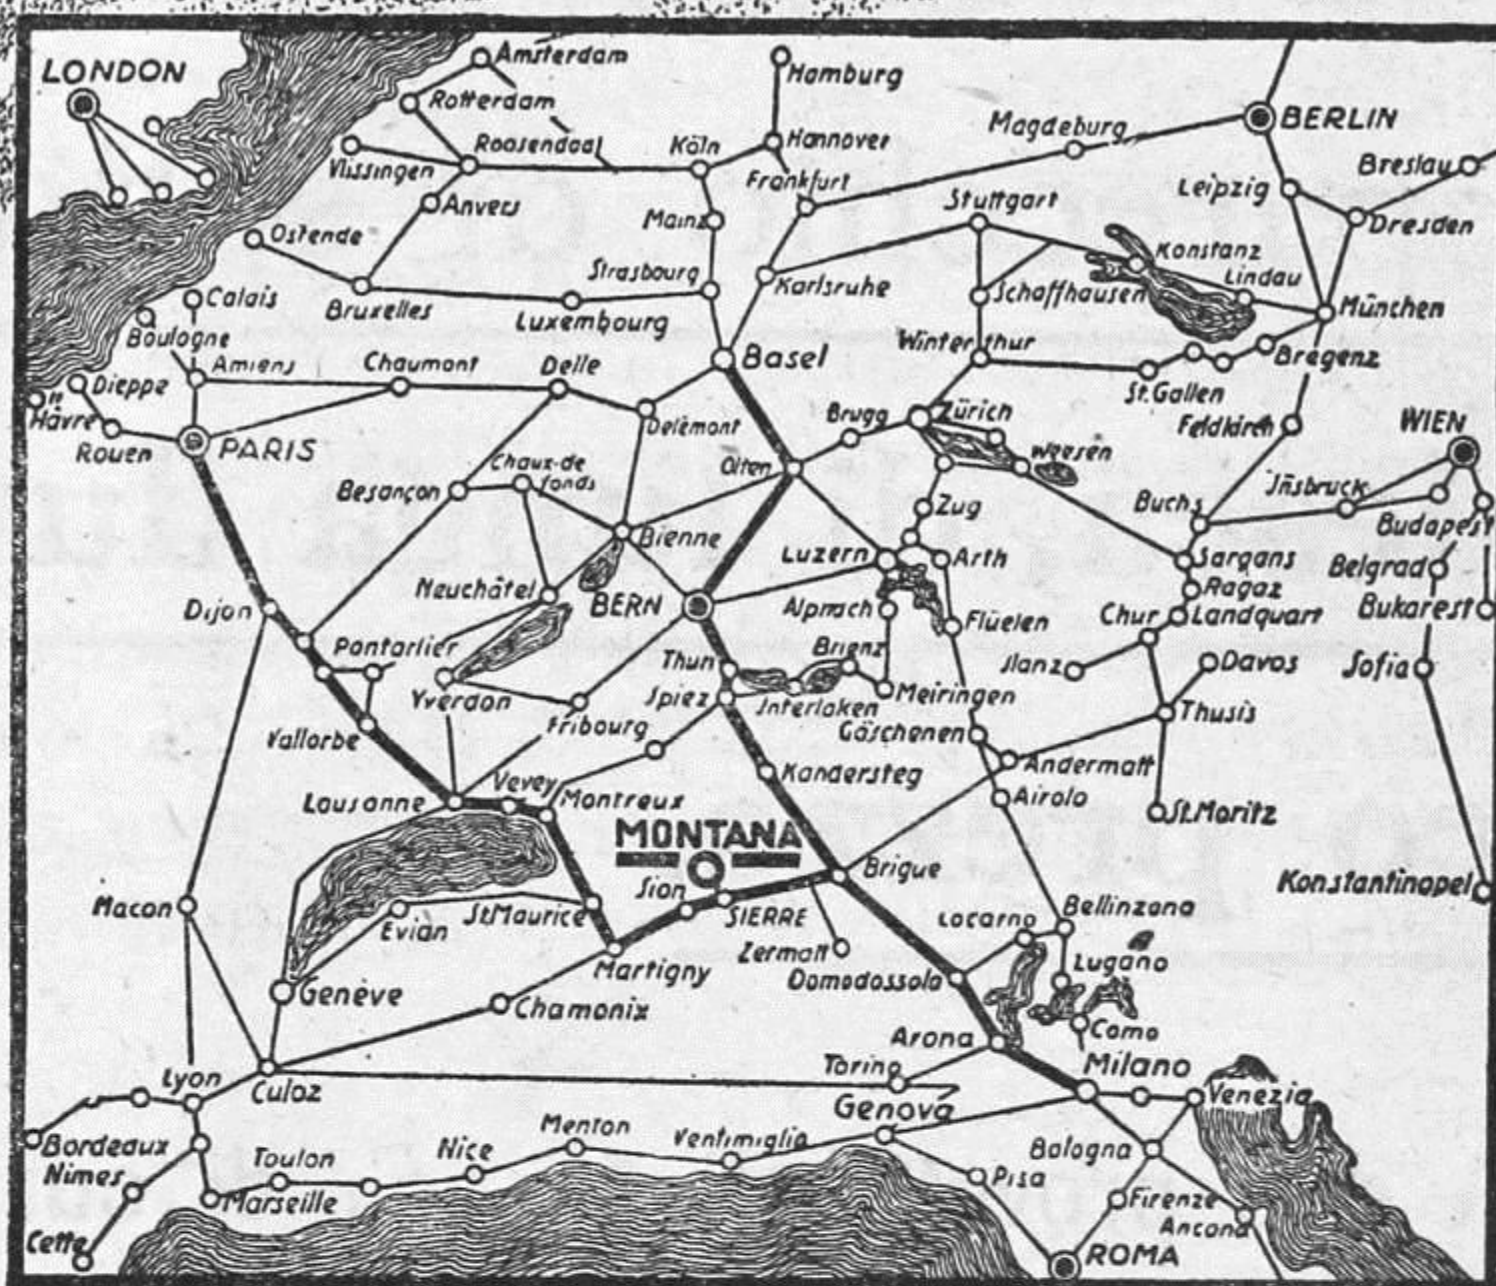 LONDON
Amsterdam
Hamburg
Rotterdam
Roosendaal
Köln
Hannover
Magdeburg
BERLIN
Vlissingen
Frankfurt
Breslau
Leipzig
Anvers
Mainz
Stuttgart
Dresden
Ostende
Konstanz
Strasbourg
Karlsruhe
Lindau
Calais
Bruxelles
Luxembourg
Schaffhausen
München
Boulogne
Winterthur
Amiens
Chaumont
Delle
Basel
Bregenz
Dieppe
St.Gallen
Hâvre
Brugg
Zürich
Delémont
Feldkirch
WIEN
Rouen
PARIS
Olten
Weesen
Chaux-de
fonds
Besançon
Jnsbruck
Zug
Buchs
Budapest
Bienne
Luzern
Arth
Sargans
Belgrad
Neuchâtel
BERN
Ragaz
Dijon
Alpnach
Flüelen
Chur
Landquart
Bukarest
Pontarlier
Thun
Brienz
Jlanz
Davos
Sofia
Yverdon
Spiez
Jnterlaken
Meiringen
Vallorbe
Fribourg
Göschenen
Thusis
Kandersteg
Andermatt
Lausanne
Vevey
Montreux
Airolo
St.Moritz
MONTANA
Brigue
Konstantinopel
Sion
Macon
Evian
St.Maurice
SIERRE
Locarno
Bellinzona
Zermatt
Martigny
Domodossola
Lugano
Genève
Chamonix
Arona
Como
Torino
Milano
Lyon
Culoz
Genova
Venezia
Bordeaux
Menton
Ventimiglia
Bologna
Nimes
Toulon
Nice
Pisa
Marseille
Firenze
Ancona
Cette
ROMA